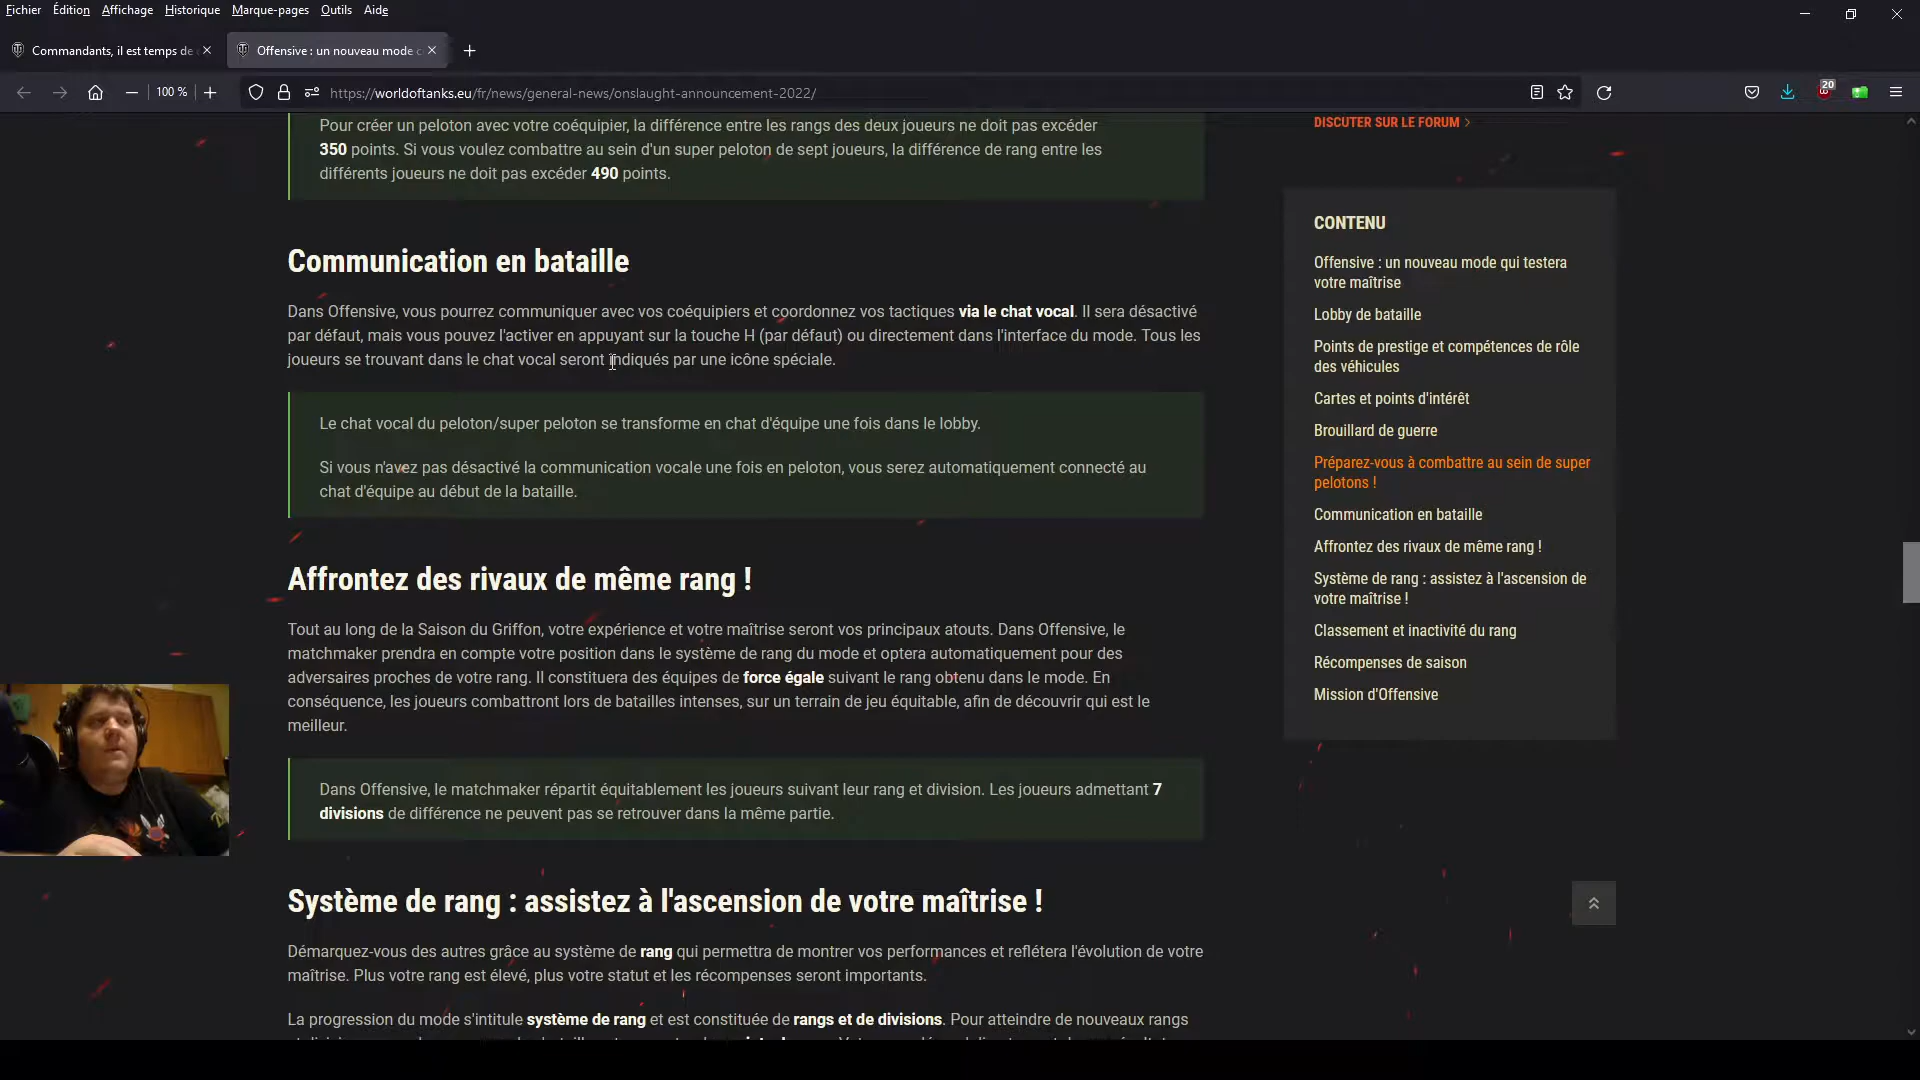 Fichier Édition Affichage Historique Marque-pages Outils Aide
Commandants, il est temps de
Offensive : un nouveau mode
100 %
https://worldoftanks.eu/fr/news/general-news/onslaught-announcement-2022/
20
Pour créer un peloton avec votre coéquipier, la différence entre les rangs des deux joueurs ne doit pas excéder
350 points. Si vous voulez combattre au sein d'un super peloton de sept joueurs, la différence de rang entre les
différents joueurs ne doit pas excéder 490 points.
Communication en bataille
Dans Offensive, vous pourrez communiquer avec vos coéquipiers et coordonnez vos tactiques via le chat vocal. Il sera désactivé
par défaut, mais vous pouvez l'activer en appuyant sur la touche H (par défaut) ou directement dans l'interface du mode. Tous les
joueurs se trouvant dans le chat vocal seront indiqués par une icône spéciale.
Le chat vocal du peloton/super peloton se transforme en chat d'équipe une fois dans le lobby.
Si vous n'avez pas désactivé la communication vocale une fois en peloton, vous serez automatiquement connecté au
chat d'équipe au début de la bataille.
Affrontez des rivaux de même rang !
Tout au long de la Saison du Griffon, votre expérience et votre maîtrise seront vos principaux atouts. Dans Offensive, le
matchmaker prendra en compte votre position dans le système de rang du mode et optera automatiquement pour des
adversaires proches de votre rang. Il constituera des équipes de force égale suivant le rang obtenu dans le mode. En
conséquence, les joueurs combattront lors de batailles intenses, sur un terrain de jeu équitable, afin de découvrir qui est le
meilleur.
Dans Offensive, le matchmaker répartit équitablement les joueurs suivant leur rang et division. Les joueurs admettant 7
divisions de différence ne peuvent pas se retrouver dans la même partie.
Système de rang : assistez à l'ascension de votre maîtrise !
Démarquez-vous des autres grâce au système de rang qui permettra de montrer vos performances et reflétera l'évolution de votre
maîtrise. Plus votre rang est élevé, plus votre statut et les récompenses seront importants.
La progression du mode s'intitule système de rang et est constituée de rangs et de divisions. Pour atteindre de nouveaux rangs
DISCUTER SUR LE FORUM
CONTENU
Offensive : un nouveau mode qui testera
votre maîtrise
Lobby de bataille
Points de prestige et compétences de rôle
des véhicules
Cartes et points d'intérêt
Brouillard de guerre
Préparez-vous à combattre au sein de super
pelotons !
Communication en bataille
Affrontez des rivaux de même rang !
Système de rang : assistez à l'ascension de
votre maîtrise !
Classement et inactivité du rang
Récompenses de saison
Mission d'Offensive